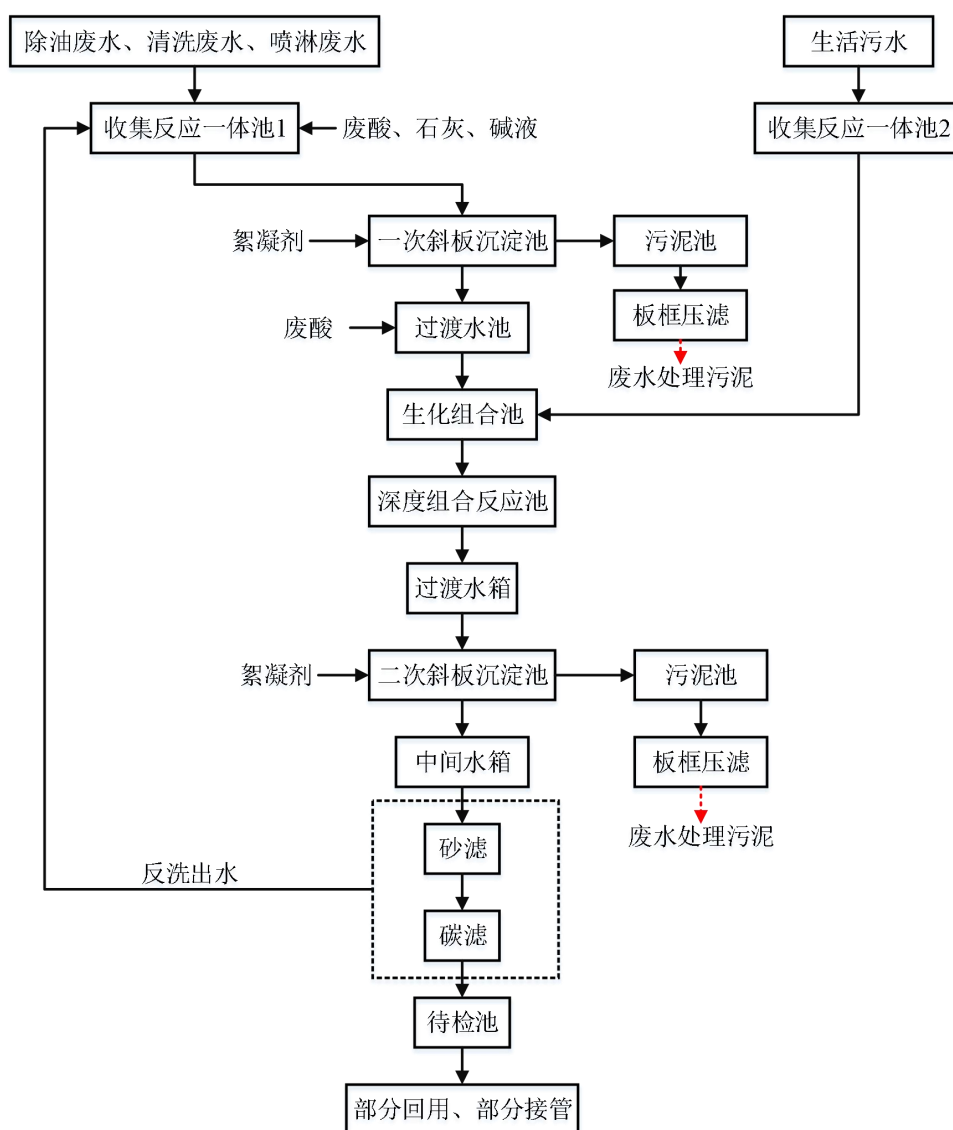 除油废水、清洗废水、喷淋废水
生活污水
收集反应一体池1
废酸、石灰、碱液
收集反应一体池2
絮凝剂
一次斜板沉淀池
污泥池
废酸
过渡水池
板框压滤
废水处理污泥
生化组合池
深度组合反应池
过渡水箱
絮凝剂
二次斜板沉淀池
污泥池
中间水箱
板框压滤
砂滤
废水处理污泥
反洗出水
碳滤
待检池
部分回用、部分接管